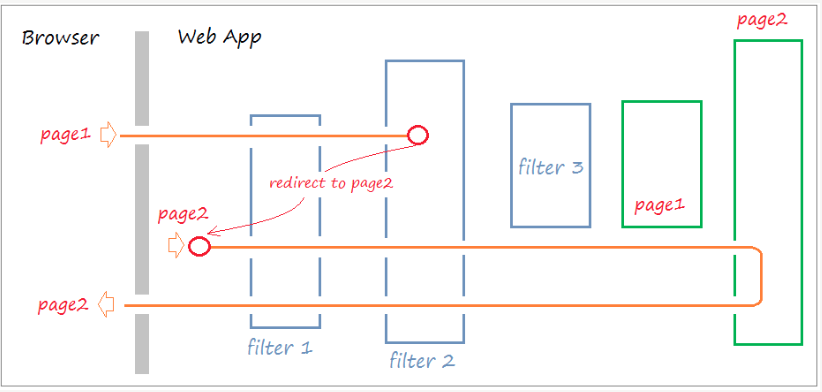 page2
Browser
Web App
page1
filter 3
redirect to page2
page1
page2
page2
filter 1
filter 2